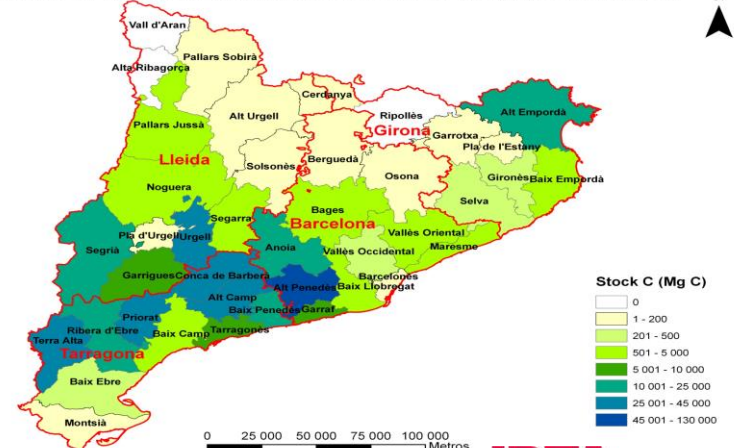 Vall d'Aran
Pallars Sobirà
Alta Ribagorça
Cerdanya
Alt Urgell
Ripollès
Alt Empordà
Girona
Garrotxa
Pallars Jussà
Pla de l'Estany
Lleida
Berguedà
Solsonès
Osona
Gironès
Baix Empordà
Noguera
Selva
Bages
Segarra
Barcelona
Pla d'Urgell
Urgell
Vallès Oriental
Segrià
Anoia
Maresme
Vallès Occidental
Garrigues
Conca de Barberà
Barcelonès
Alt Penedès
Baix Llobregat
Alt Camp
Baix Penedès
Garraf
Priorat
Ribera d'Ebre
Tarragonès
Terra Alta
Baix Camp
Tarragona
Baix Ebre
Montsià
Stock C (Mg C)
0
1 - 200
201 - 500
501 - 5 000
5 001 - 10 000
10 001 - 25 000
25 001 - 45 000
45 001 - 130 000
0 25 000 50 000 75 000 100 000
Metros